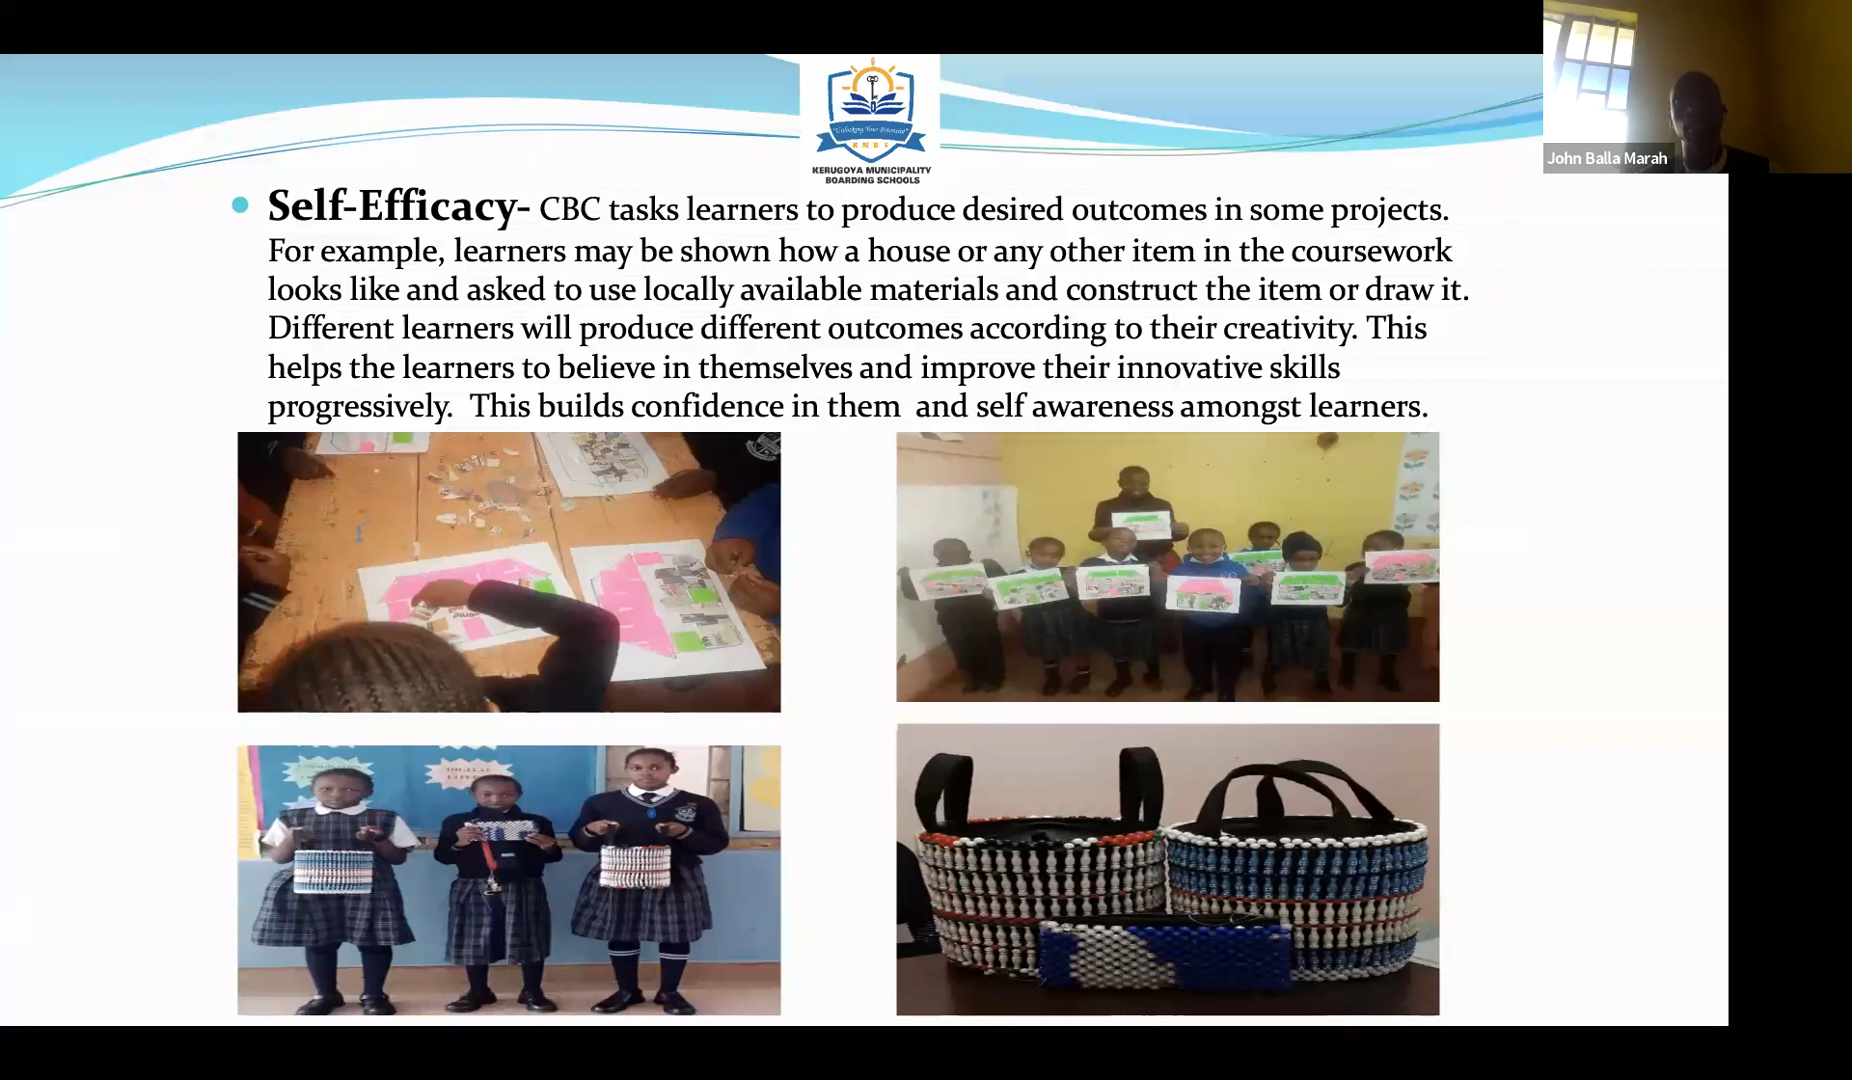 "Unlocking Your Potential"
K M B S
KERUGOYA MUNICIPALITY
BOARDING SCHOOLS
John Balla Marah
Self-Efficacy- CBC tasks learners to produce desired outcomes in some projects.
For example, learners may be shown how a house or any other item in the coursework
looks like and asked to use locally available materials and construct the item or draw it.
Different learners will produce different outcomes according to their creativity. This
helps the learners to believe in themselves and improve their innovative skills
progressively.  This builds confidence in them  and self awareness amongst learners.
DIGITAL